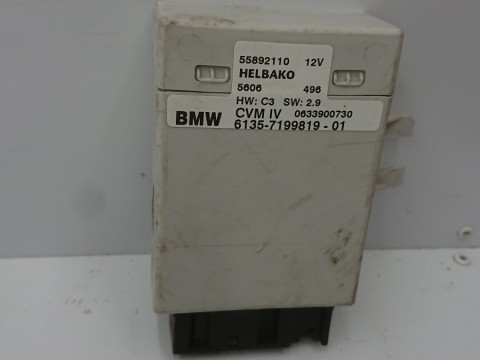 55892110 12V
HELBAKO
5606 496
HW: C3 SW: 2.9
BMW CVM IV 0633900730
6135-7199819-01